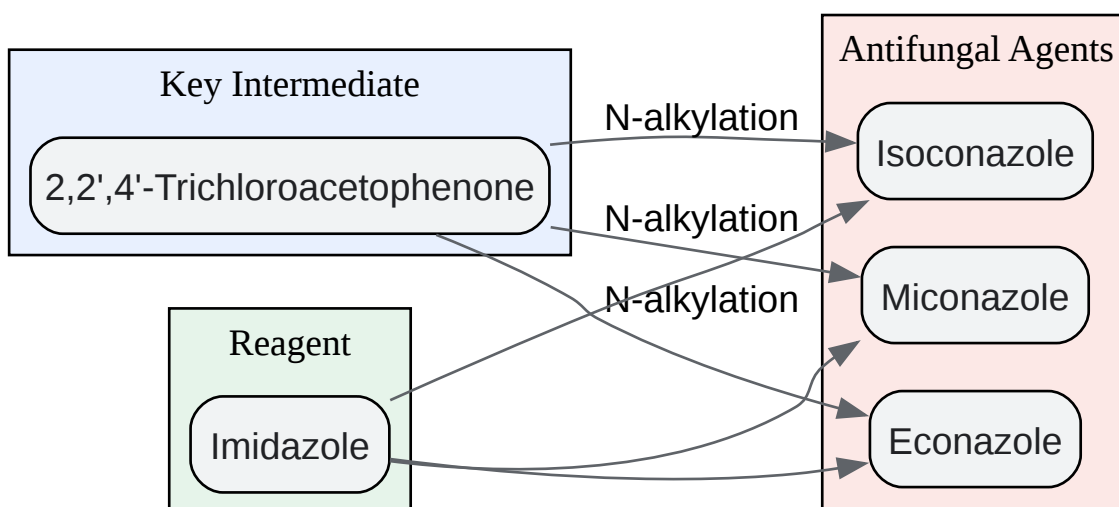 Key Intermediate
2,2',4'-Trichloroacetophenone
Reagent
Imidazole
N-alkylation
N-alkylation
N-alkylation
Antifungal Agents
Isoconazole
Miconazole
Econazole